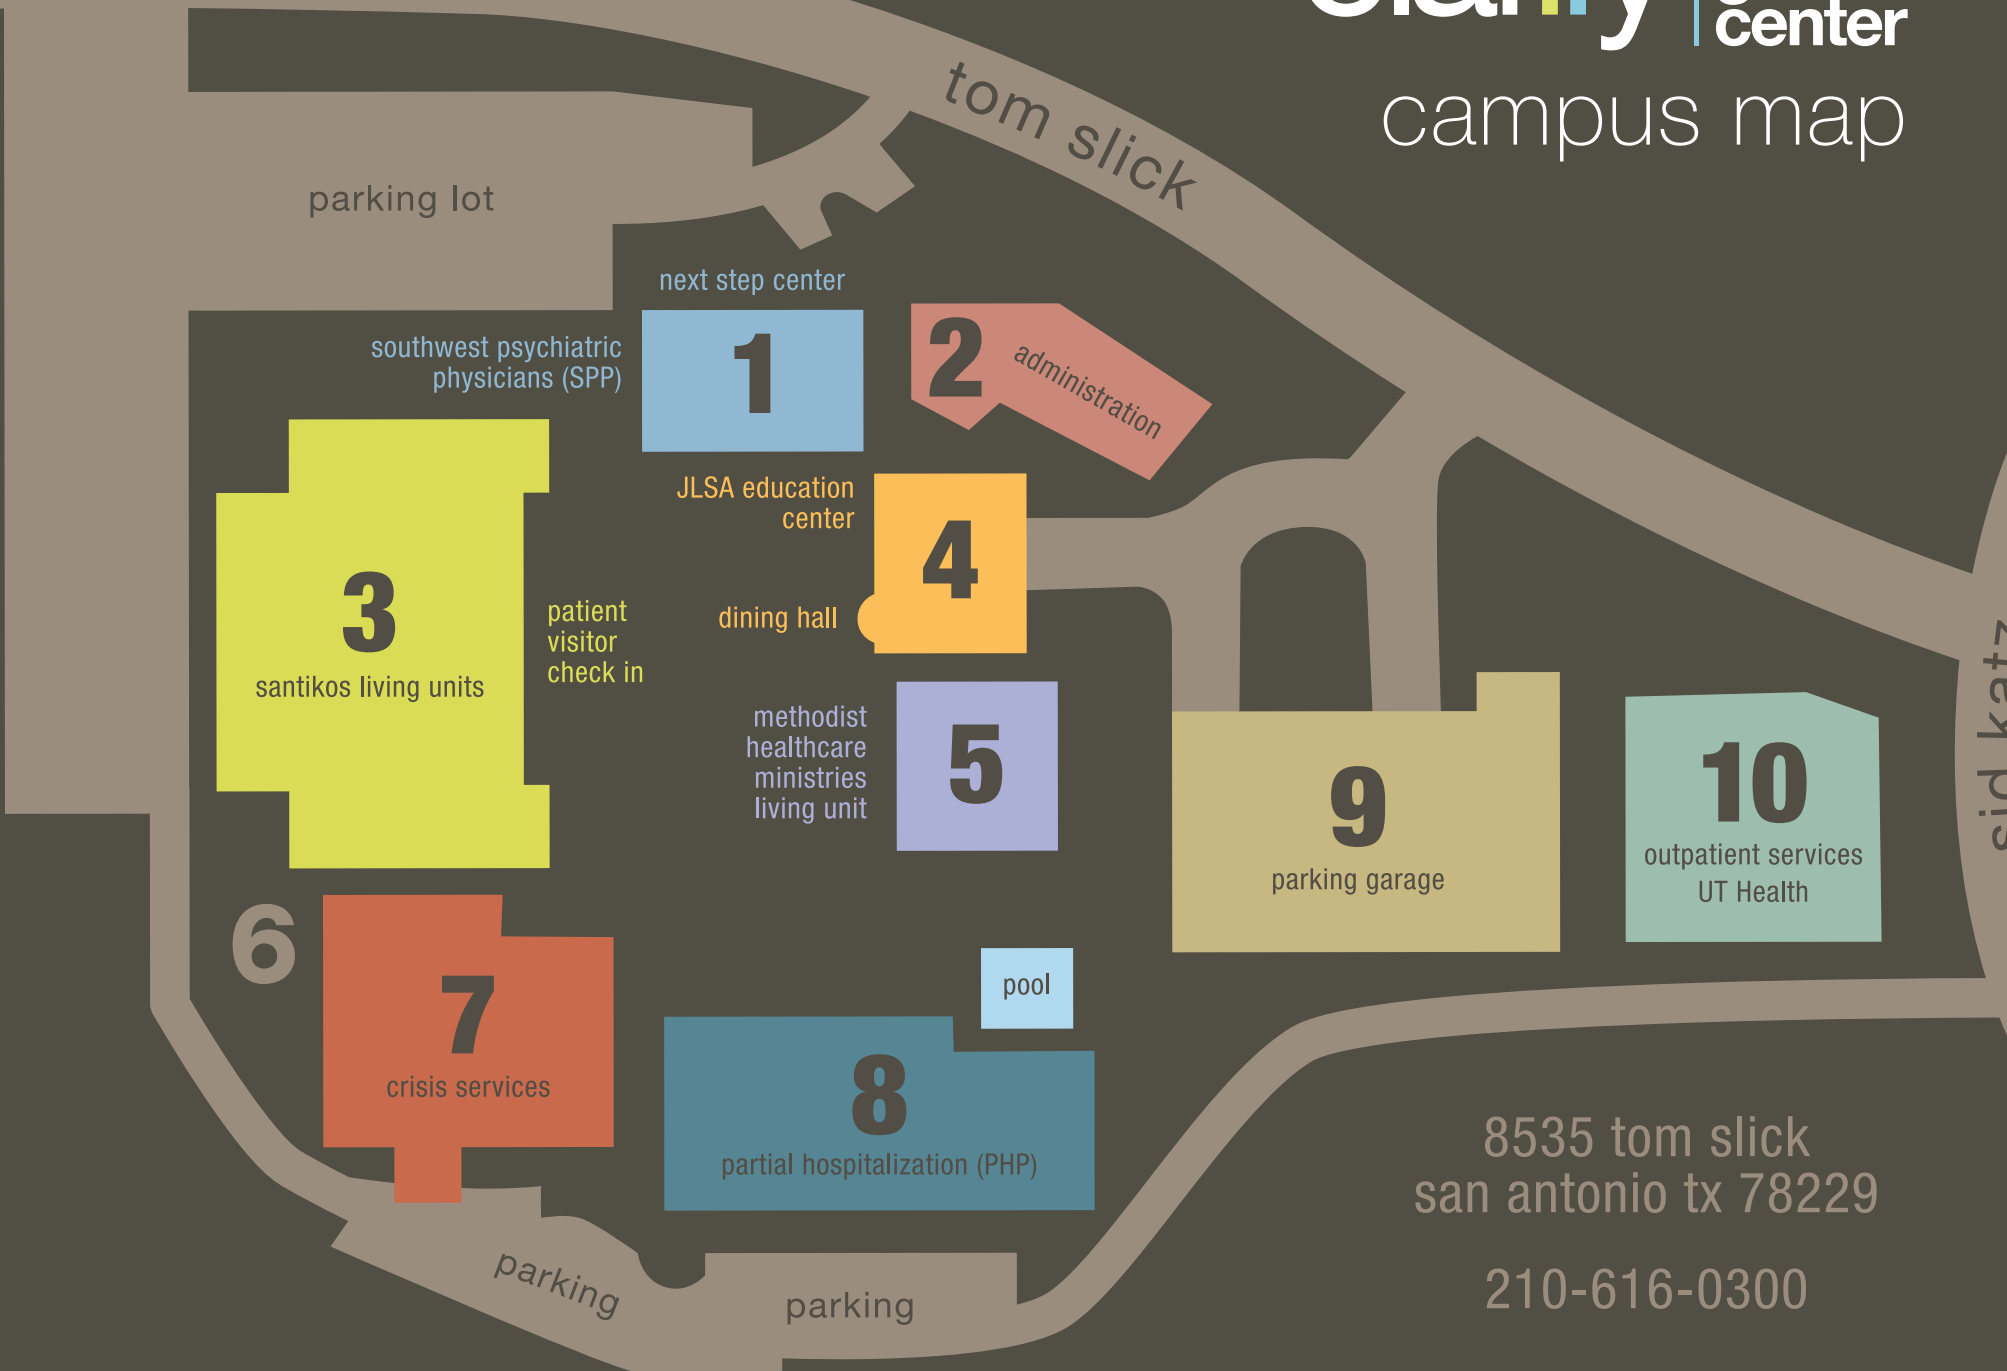 center
campus map
tom slick
parking lot
next step center
southwest psychiatric
physicians (SPP)
1
2
administration
JLSA education
center
4
dining hall
3
santikos living units
patient
visitor
check in
methodist
healthcare
ministries
living unit
5
9
parking garage
10
outpatient services
UT Health
sid katz
6
7
crisis services
pool
8
partial hospitalization (PHP)
parking
parking
8535 tom slick
san antonio tx 78229
210-616-0300